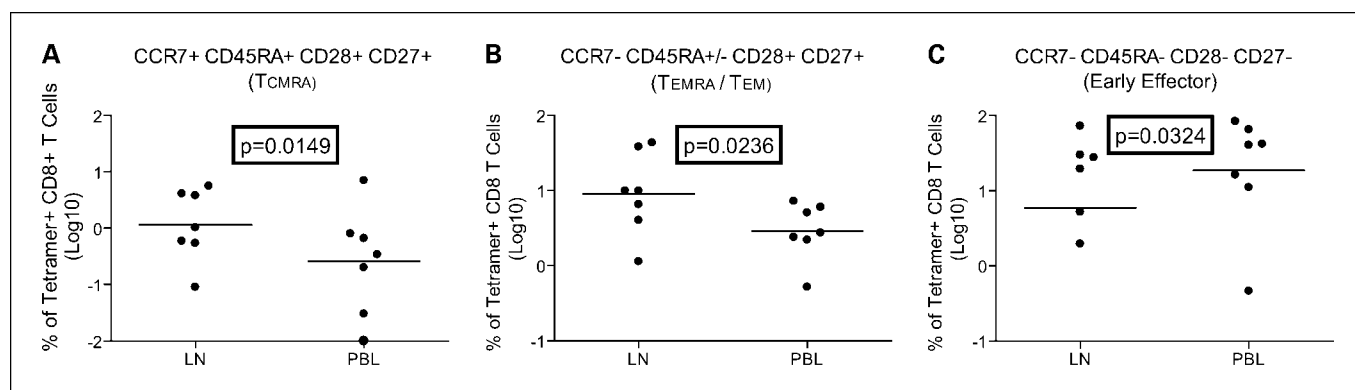 A
CCR7+ CD45RA+ CD28+ CD27+
(TCMRA)
% of Tetramer+ CD8+ T Cells
(Log10)
2
1
0
-1
-2
p=0.0149
LN
PBL
B
CCR7- CD45RA+/- CD28+ CD27+
(TEMRA / TEM)
% of Tetramer+ CD8 T Cells
(Log10)
2
1
0
-1
p=0.0236
LN
PBL
C
CCR7- CD45RA- CD28- CD27-
(Early Effector)
% of Tetramer+ CD8 T Cells
(Log10)
2
1
0
-1
p=0.0324
LN
PBL